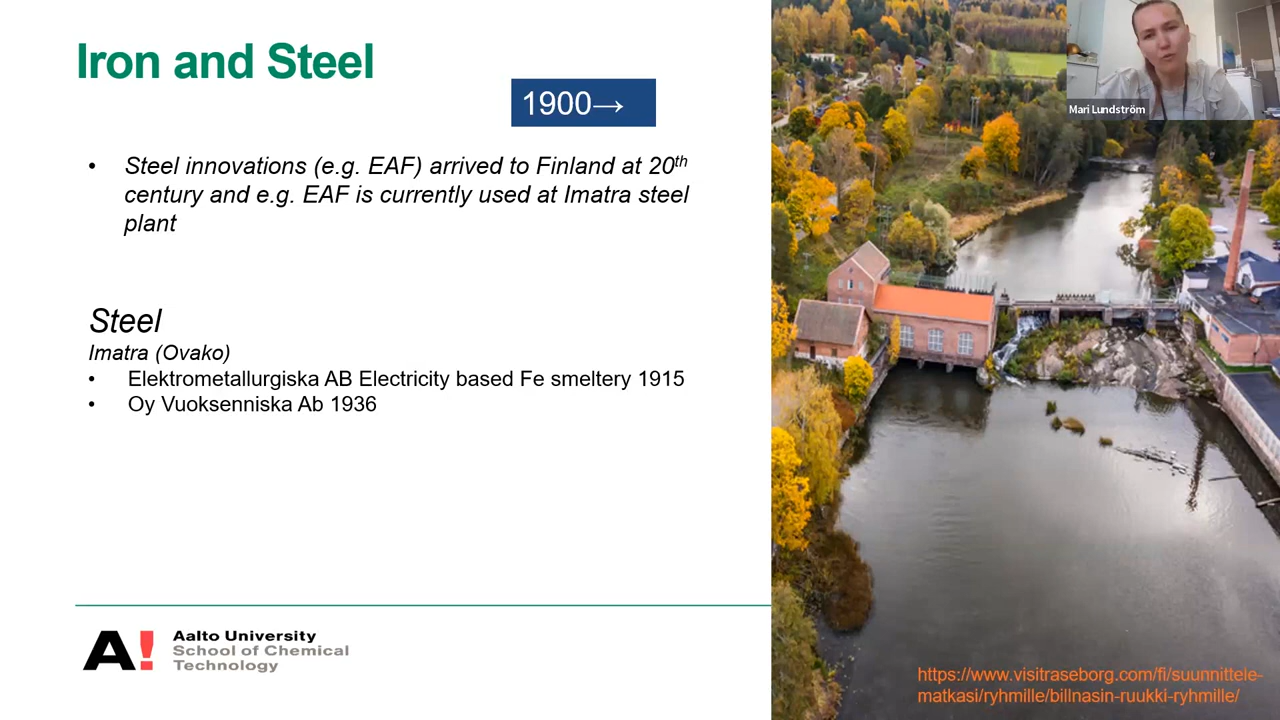 Iron and Steel
1900→
• Steel innovations (e.g. EAF) arrived to Finland at 20th
century and e.g. EAF is currently used at Imatra steel
plant
Steel
Imatra (Ovako)
• Elektrometallurgiska AB Electricity based Fe smeltery 1915
• Oy Vuoksenniska Ab 1936
A!
Aalto University
School of Chemical
Technology
Mari Lundström
https://www.visitraseborg.com/fi/suunnittele-
matkasi/ryhmille/billnasin-ruukki-ryhmille/